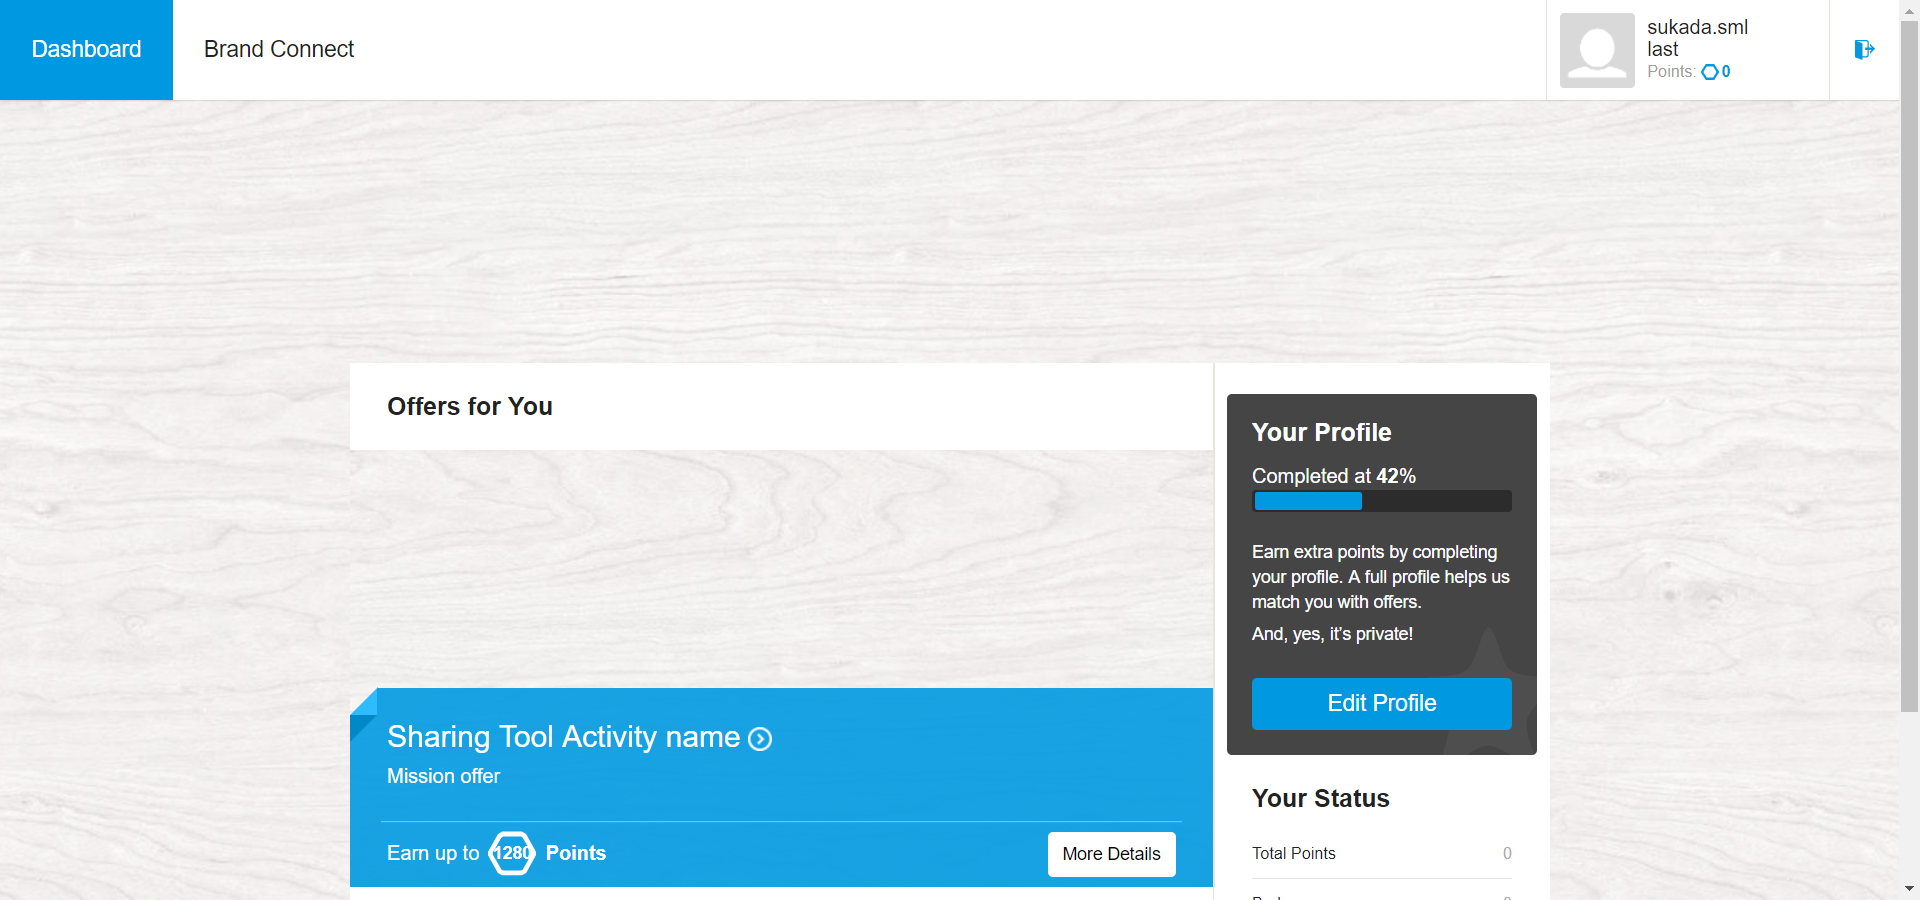 Dashboard
Brand Connect
sukada.sml
last
Points: 0
Offers for You
Your Profile
Completed at 42%
Earn extra points by completing
your profile. A full profile helps us
match you with offers.
And, yes, it's private!
Edit Profile
Sharing Tool Activity name
Mission offer
Earn up to 1280 Points
More Details
Your Status
Total Points 0